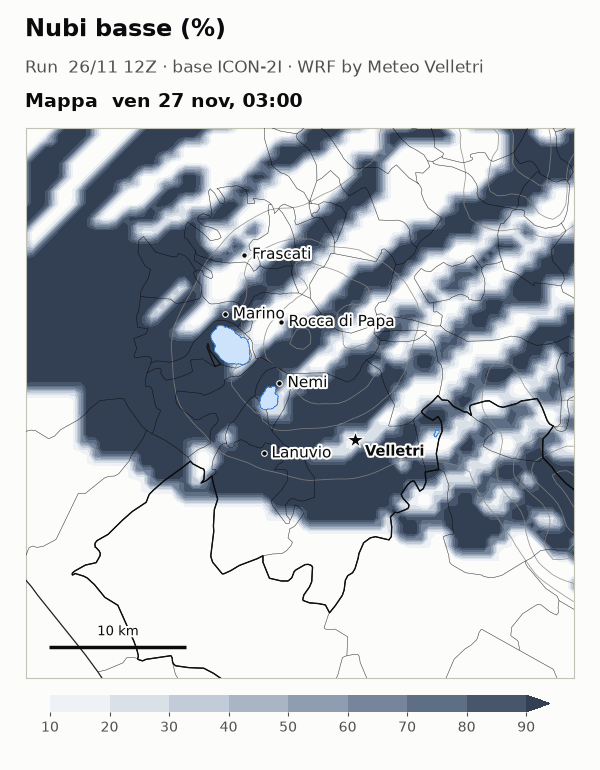 Nubi basse (%)
Run  26/11 12Z · base ICON-2I · WRF by Meteo Velletri
Mappa  ven 27 nov, 03:00
Frascati
Marino
Rocca di Papa
Nemi
Velletri
Lanuvio
10 km
10 20 30 40 50 60 70 80 90